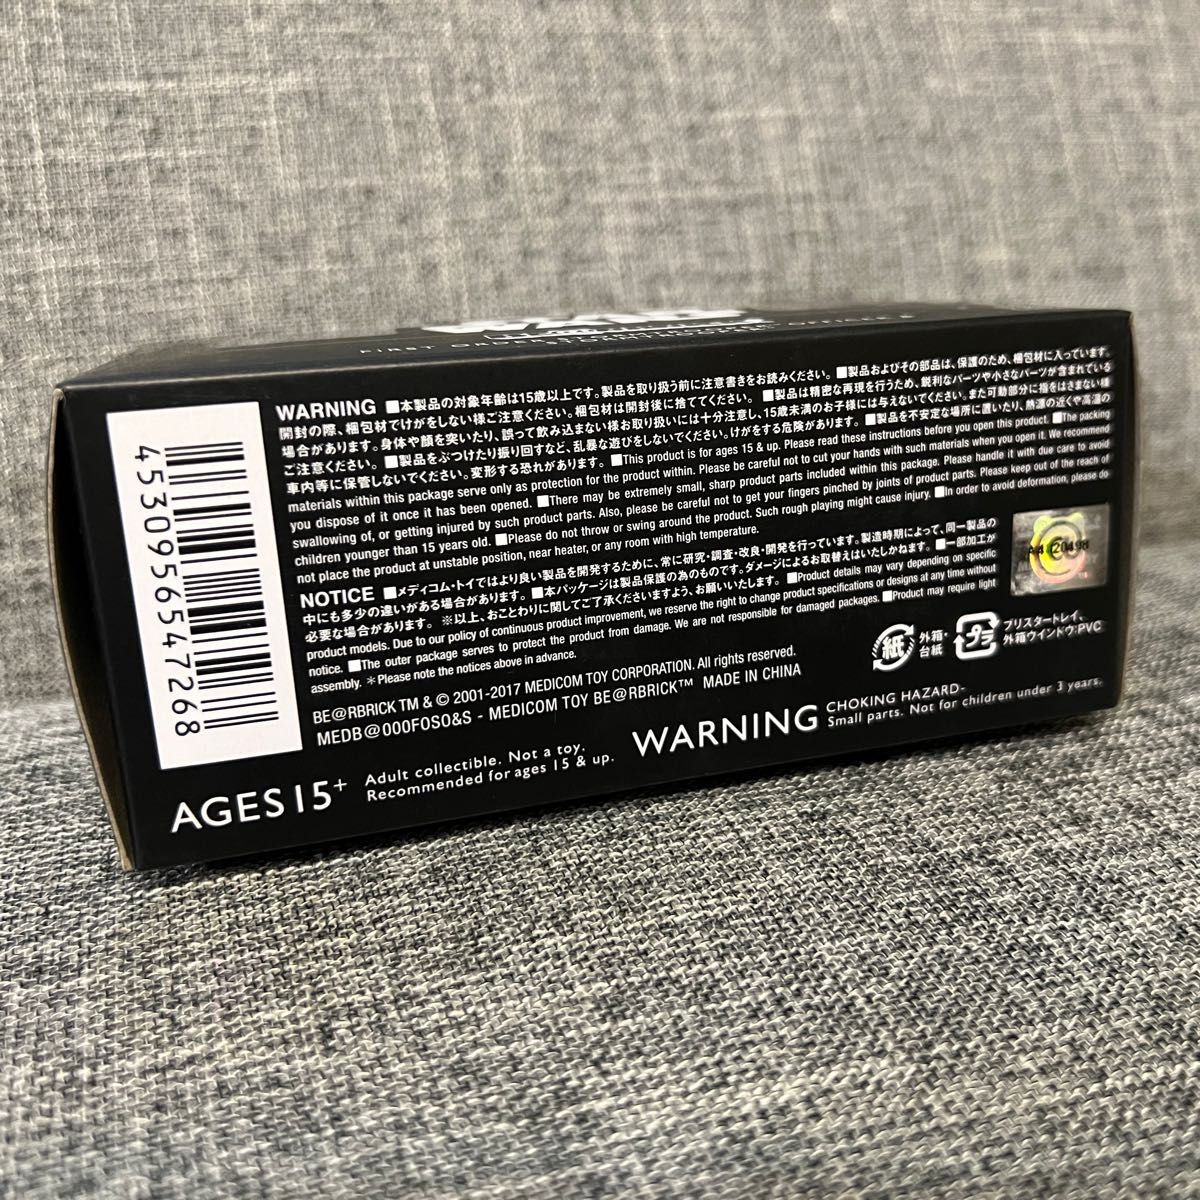 FIRST ORDER STORMTROOPER™ OFFICER &
4530956547268
WARNING ■本製品の対象年齢は15歳以上です。製品を取り扱う前に注意書きをお読みください。 ■製品およびその部品は、保護のため、梱包材に入っています。
開封の際、梱包材でけがをしない様ご注意ください。梱包材は開封後に捨ててください。 ■製品は精密な再現を行うため、鋭利なパーツや小さなパーツが含まれている
場合があります。身体や顔を突いたり、誤って飲み込まない様お取り扱いには十分注意し、15歳未満のお子様には与えないでください。また可動部分に指をはさまない様
ご注意ください。 ■製品をぶつけたり振り回すなど、乱暴な遊びをしないでください。けがをする危険があります。 ■製品を不安定な場所に置いたり、熱源の近くや高温の
車内等に保管しないでください。変形する恐れがあります。 ■This product is for ages 15 & up. Please read these instructions before you open this product. ■The packing
materials within this package serve only as protection for the product within. Please be careful not to cut your hands with such materials when you open it. We recommend
you dispose of it once it has been opened. ■There may be extremely small, sharp product parts included within this package. Please handle it with due care to avoid
swallowing of, or getting injured by such product parts. Also, please be careful not to get your fingers pinched by joints of product parts. Please keep out of the reach of
children younger than 15 years old. ■Please do not throw or swing around the product. Such rough playing might cause injury. ■In order to avoid deformation, please do
not place the product at unstable position, near heater, or any room with high temperature.
NOTICE ■メディコム・トイではより良い製品を開発するために、常に研究・調査・改良・開発を行っています。製造時期によって、同一製品の
中にも多少の違いがある場合があります。 ■本パッケージは製品保護の為のものです。ダメージによるお取替えはいたしかねます。 ■一部加工が
必要な場合があります。 ※以上、おことわりに関してご了承くださいますよう、お願いいたします。 ■Product details may vary depending on specific
product models. Due to our policy of continuous product improvement, we reserve the right to change product specifications or designs at any time without
notice. ■The outer package serves to protect the product from damage. We are not responsible for damaged packages. ■Product may require light
assembly. ＊Please note the notices above in advance.
BE@RBRICK TM & © 2001-2017 MEDICOM TOY CORPORATION. All rights reserved.
MEDB@000FOSO&S - MEDICOM TOY BE@RBRICK™ MADE IN CHINA
紙 外箱・
台紙
プラ ブリスタートレイ、
外箱ウインドウ:PVC
AGES 15+
Adult collectible. Not a toy.
Recommended for ages 15 & up.
WARNING
CHOKING HAZARD-
Small parts. Not for children under 3 years.